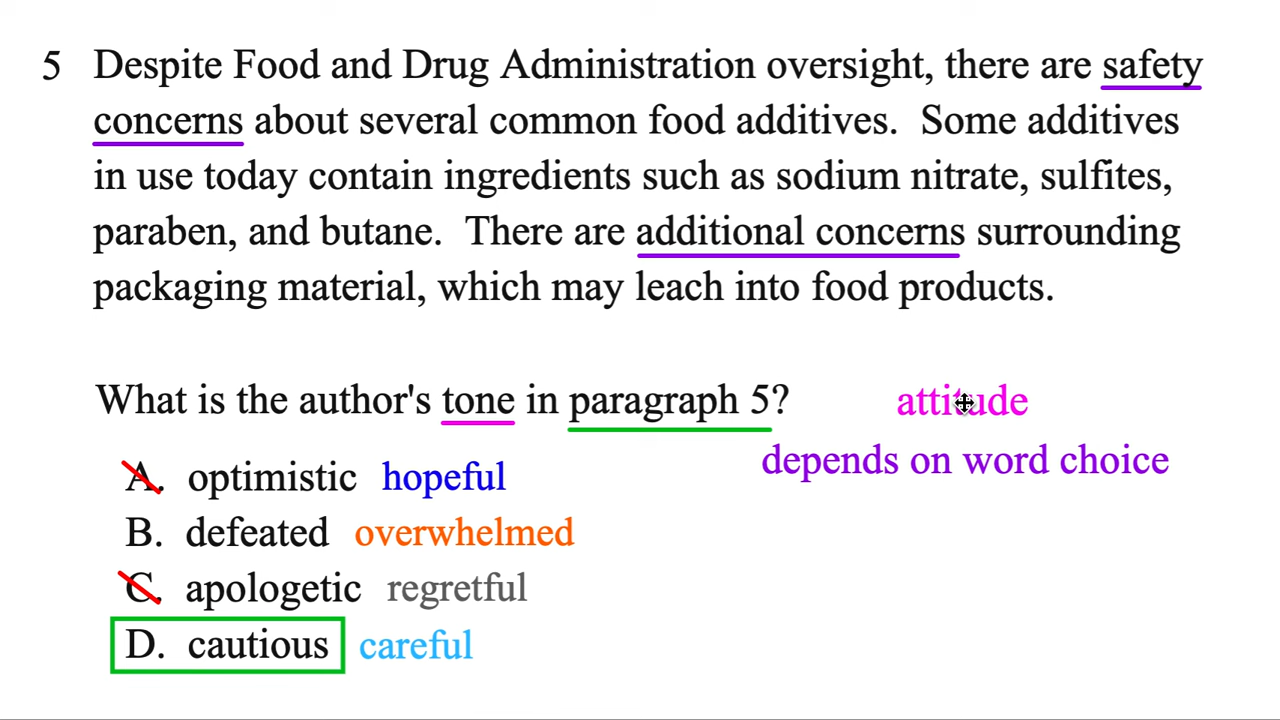 5 Despite Food and Drug Administration oversight, there are safety
concerns about several common food additives. Some additives
in use today contain ingredients such as sodium nitrate, sulfites,
paraben, and butane. There are additional concerns surrounding
packaging material, which may leach into food products.
What is the author's tone in paragraph 5? attitude
depends on word choice
A. optimistic hopeful
B. defeated overwhelmed
C. apologetic regretful
D. cautious careful